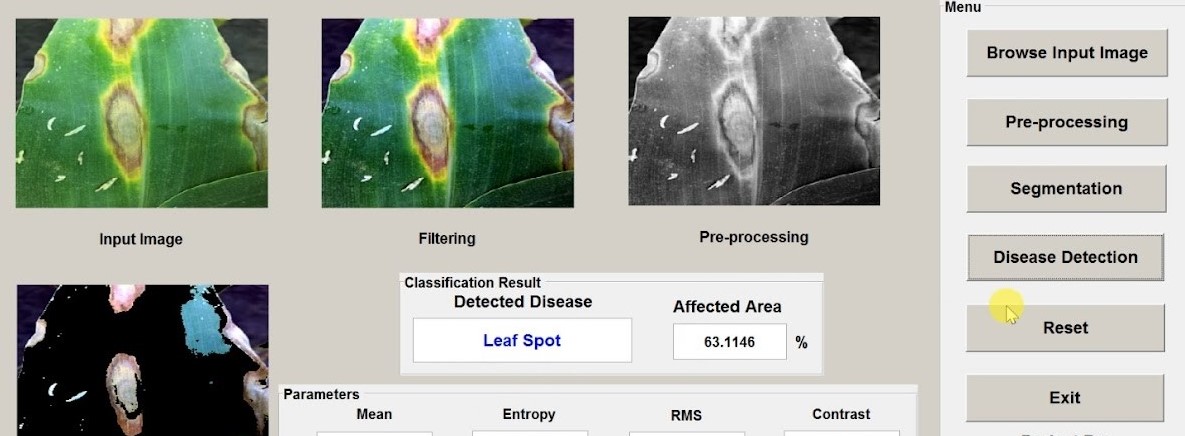 Menu
Browse Input Image
Pre-processing
Segmentation
Disease Detection
Reset
Exit
Input Image
Filtering
Pre-processing
Classification Result
Detected Disease
Affected Area
Leaf Spot
63.1146 %
Parameters
Mean
Entropy
RMS
Contrast